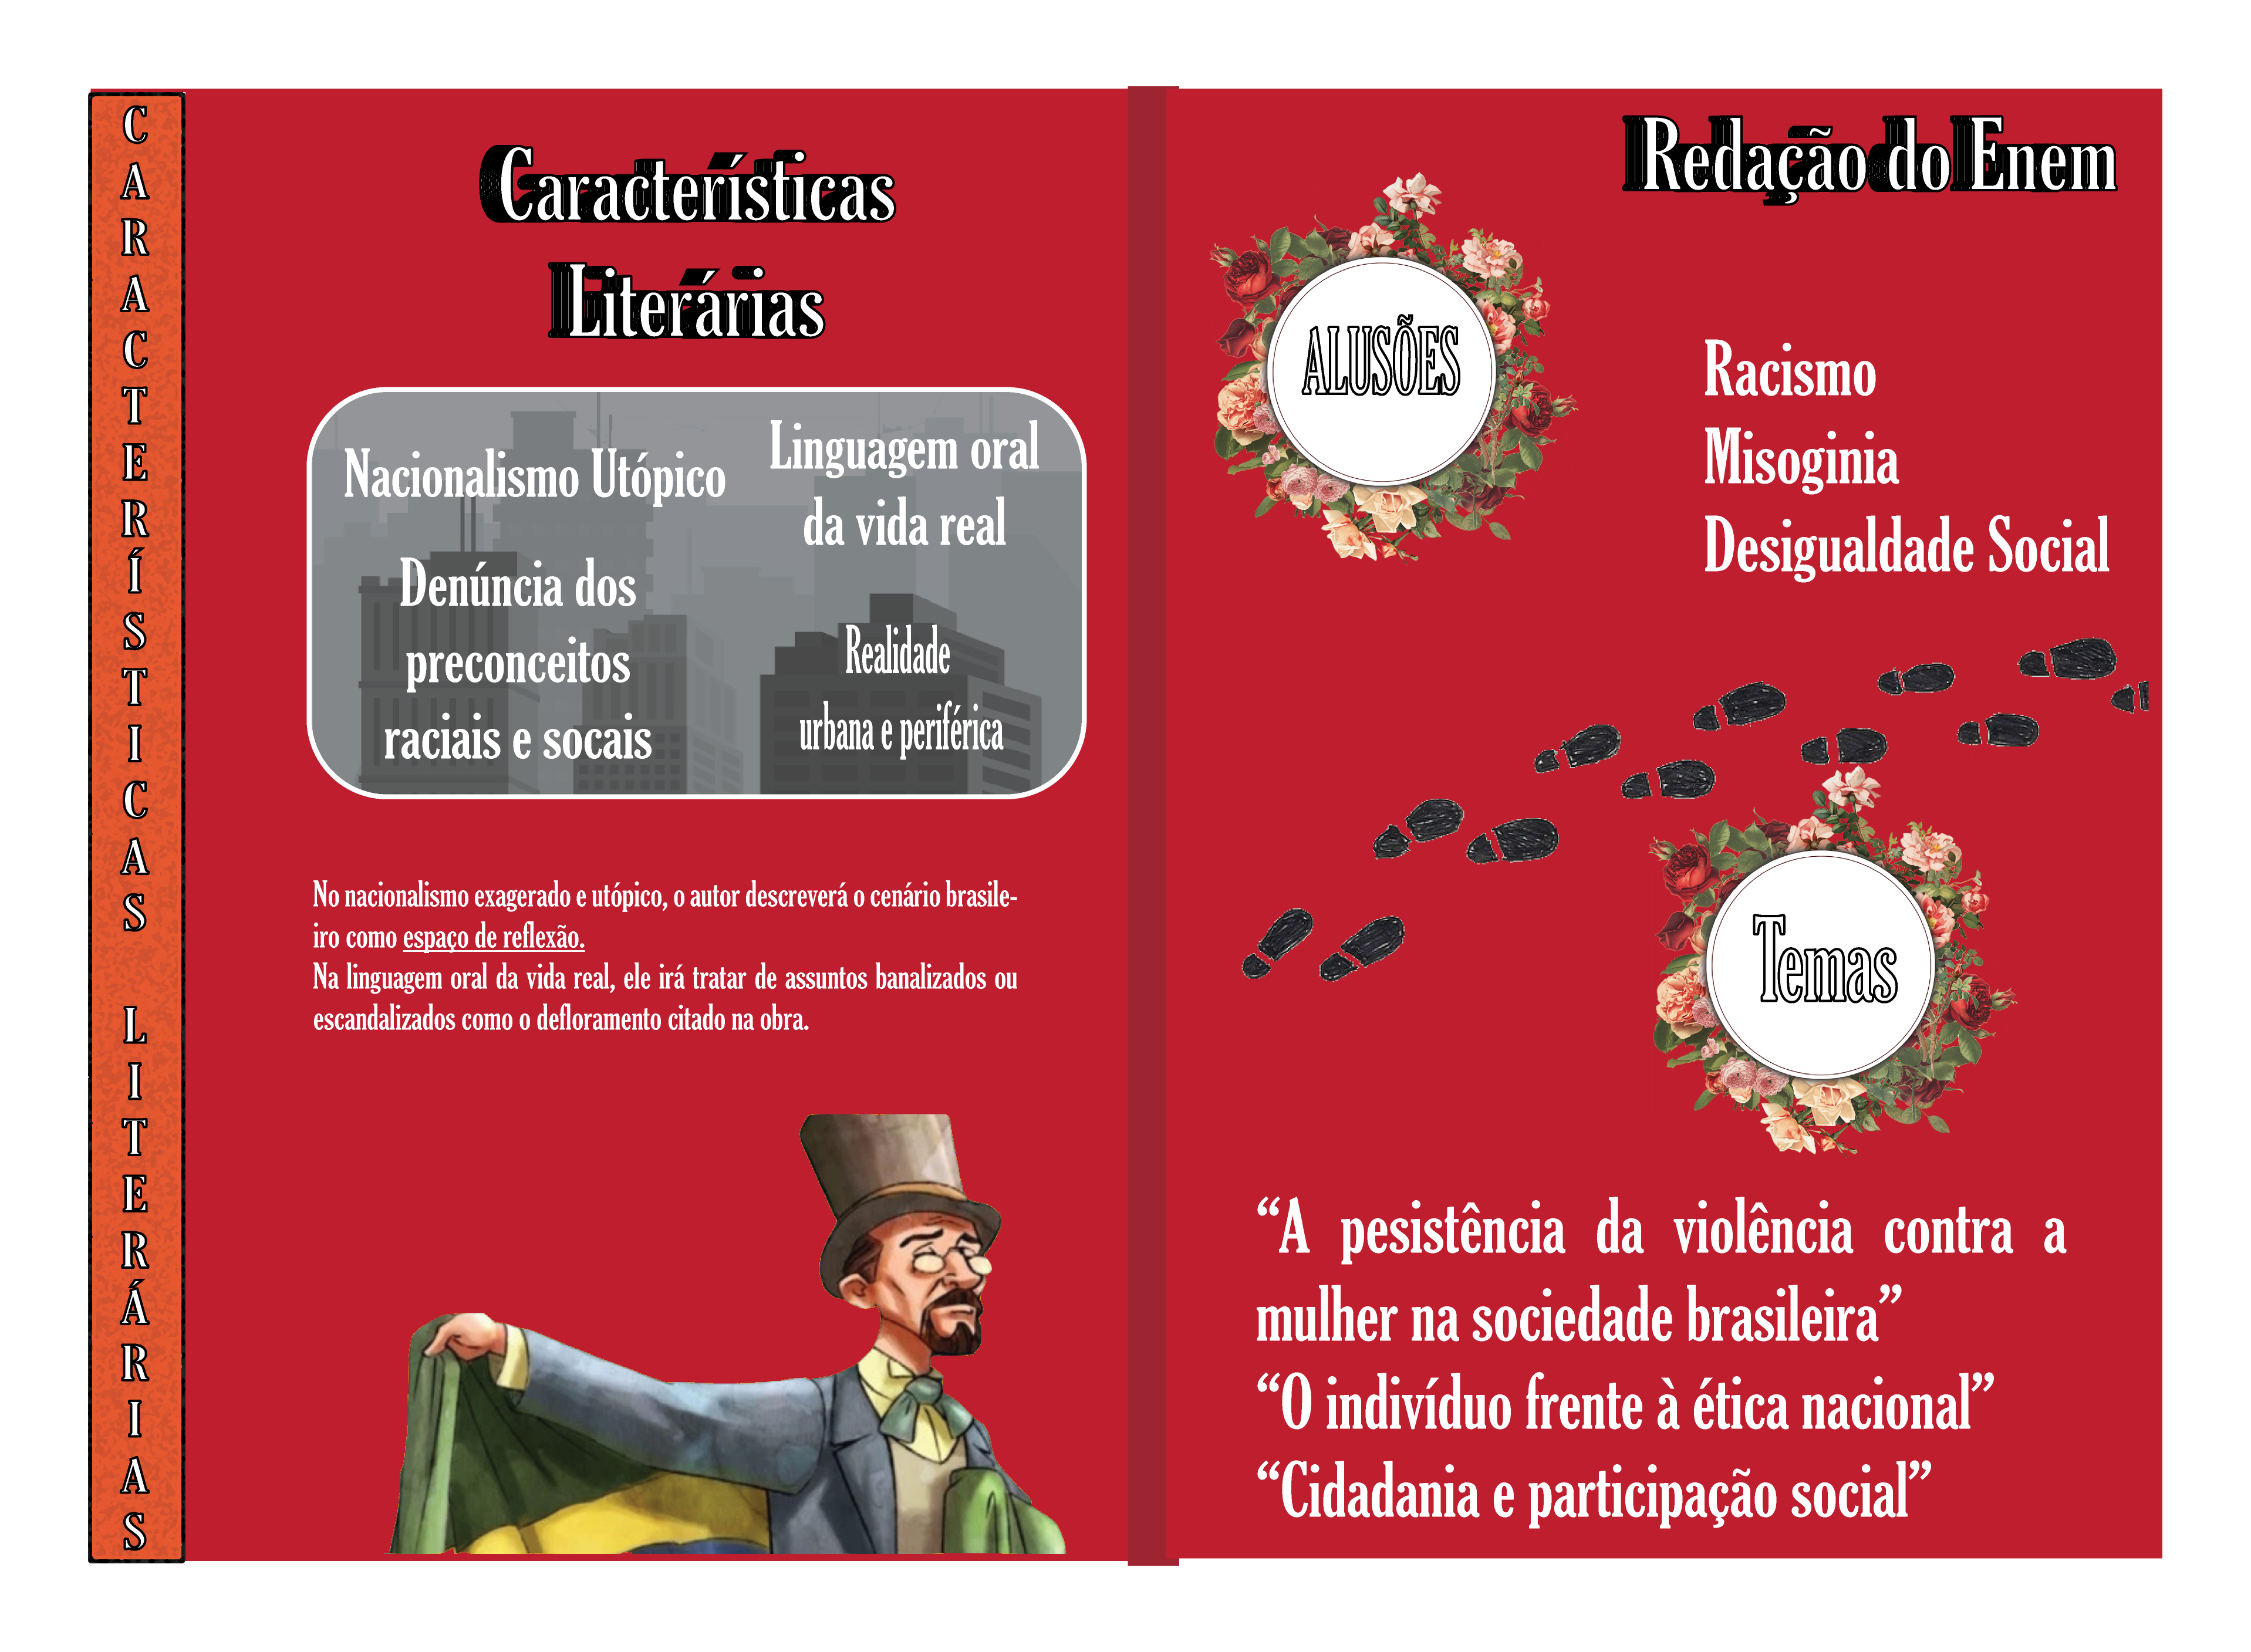 CARACTERÍSTICAS LITERÁRIAS
Características
Literárias
Nacionalismo Utópico
Denúncia dos
preconceitos
raciais e socais
Linguagem oral
da vida real
Realidade
urbana e periférica
No nacionalismo exagerado e utópico, o autor descreverá o cenário brasile-
iro como espaço de reflexão.
Na linguagem oral da vida real, ele irá tratar de assuntos banalizados ou
escandalizados como o defloramento citado na obra.
Redação do Enem
ALUSÕES
Racismo
Misoginia
Desigualdade Social
Temas
“A pesistência da violência contra a
mulher na sociedade brasileira”
“O indivíduo frente à ética nacional”
“Cidadania e participação social”